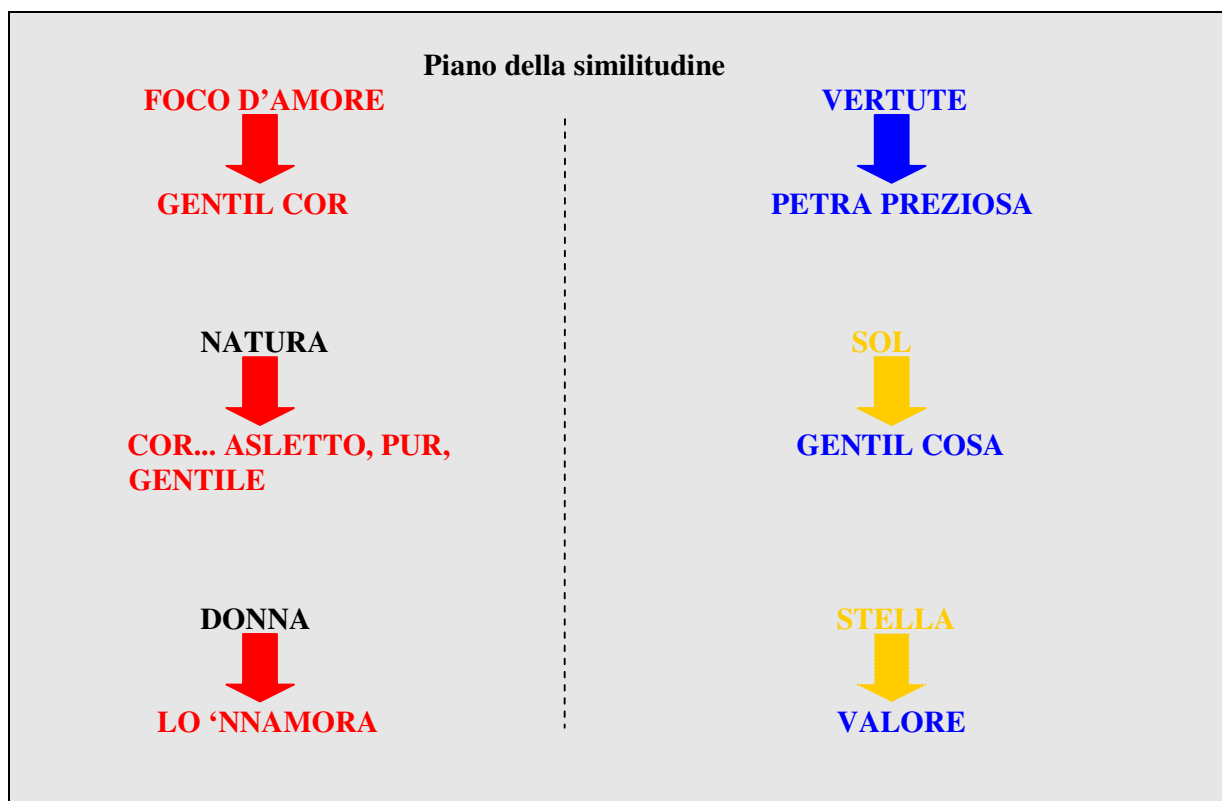 Piano della similitudine
FOCO D’AMORE
GENTIL COR
NATURA
COR... ASLETTO, PUR,
GENTILE
DONNA
LO ‘NNAMORA
VERTUTE
PETRA PREZIOSA
SOL
GENTIL COSA
STELLA
VALORE